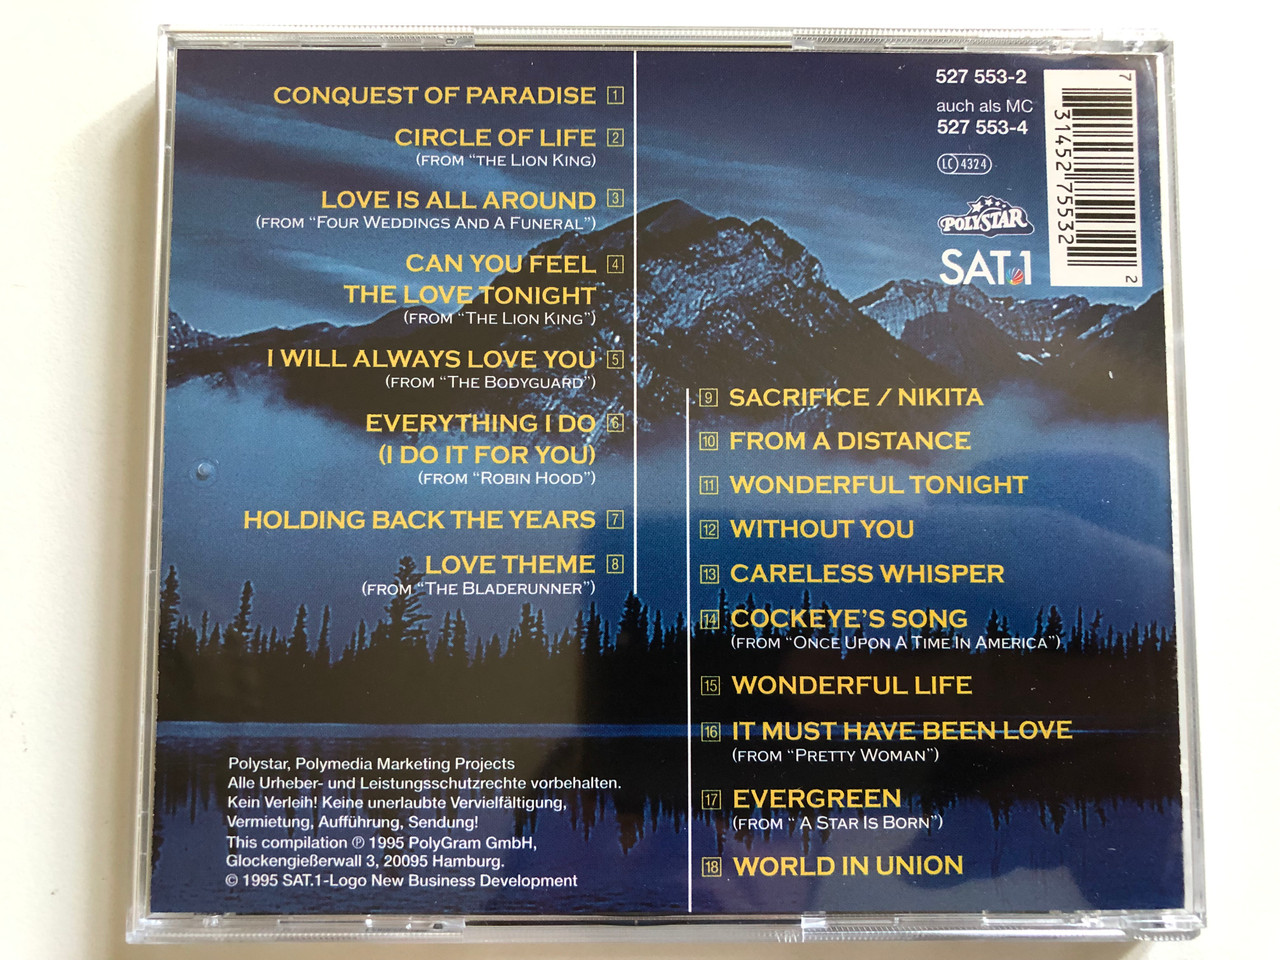 CONQUEST OF PARADISE 1
CIRCLE OF LIFE 2
(FROM “THE LION KING)
LOVE IS ALL AROUND 3
(FROM “FOUR WEDDINGS AND A FUNERAL”)
CAN YOU FEEL 4
THE LOVE TONIGHT
(FROM “THE LION KING”)
I WILL ALWAYS LOVE YOU 5
(FROM “THE BODYGUARD”)
EVERYTHING I DO 6
(I DO IT FOR YOU)
(FROM “ROBIN HOOD”)
HOLDING BACK THE YEARS 7
LOVE THEME 8
(FROM “THE BLADERUNNER”)
Polystar, Polymedia Marketing Projects
Alle Urheber- und Leistungsschutzrechte vorbehalten.
Kein Verleih! Keine unerlaubte Vervielfältigung,
Vermietung, Aufführung, Sendung!
This compilation ℗ 1995 PolyGram GmbH,
Glockengießerwall 3, 20095 Hamburg.
© 1995 SAT.1-Logo New Business Development
527 553-2
auch als MC
527 553-4
LC 4324
POLYSTAR
SAT.1
7 31452 75532 2
9 SACRIFICE / NIKITA
10 FROM A DISTANCE
11 WONDERFUL TONIGHT
12 WITHOUT YOU
13 CARELESS WHISPER
14 COCKEYE'S SONG
(FROM “ONCE UPON A TIME IN AMERICA”)
15 WONDERFUL LIFE
16 IT MUST HAVE BEEN LOVE
(FROM “PRETTY WOMAN”)
17 EVERGREEN
(FROM “ A STAR IS BORN”)
18 WORLD IN UNION